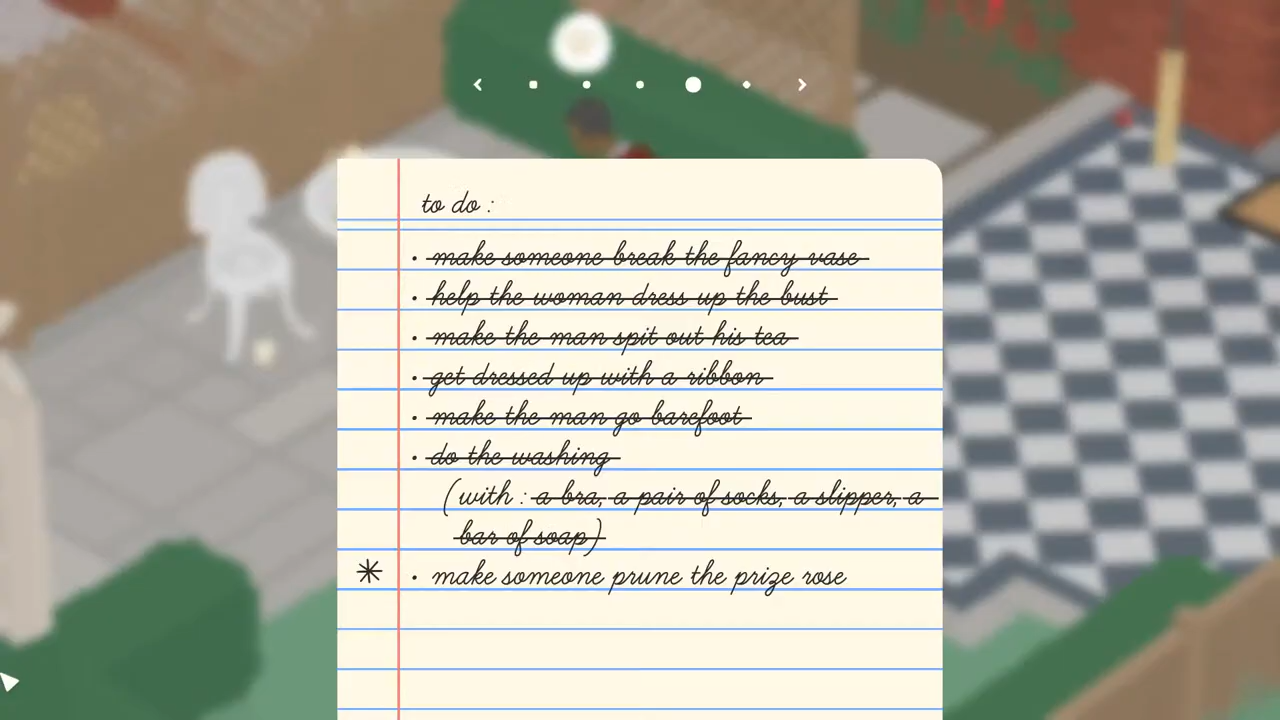 to do :
• make someone break the fancy vase
• help the woman dress up the bust
• make the man spit out his tea
• get dressed up with a ribbon
• make the man go barefoot
• do the washing
(with : a bra, a pair of socks, a slipper, a
bar of soap)
* • make someone prune the prize rose